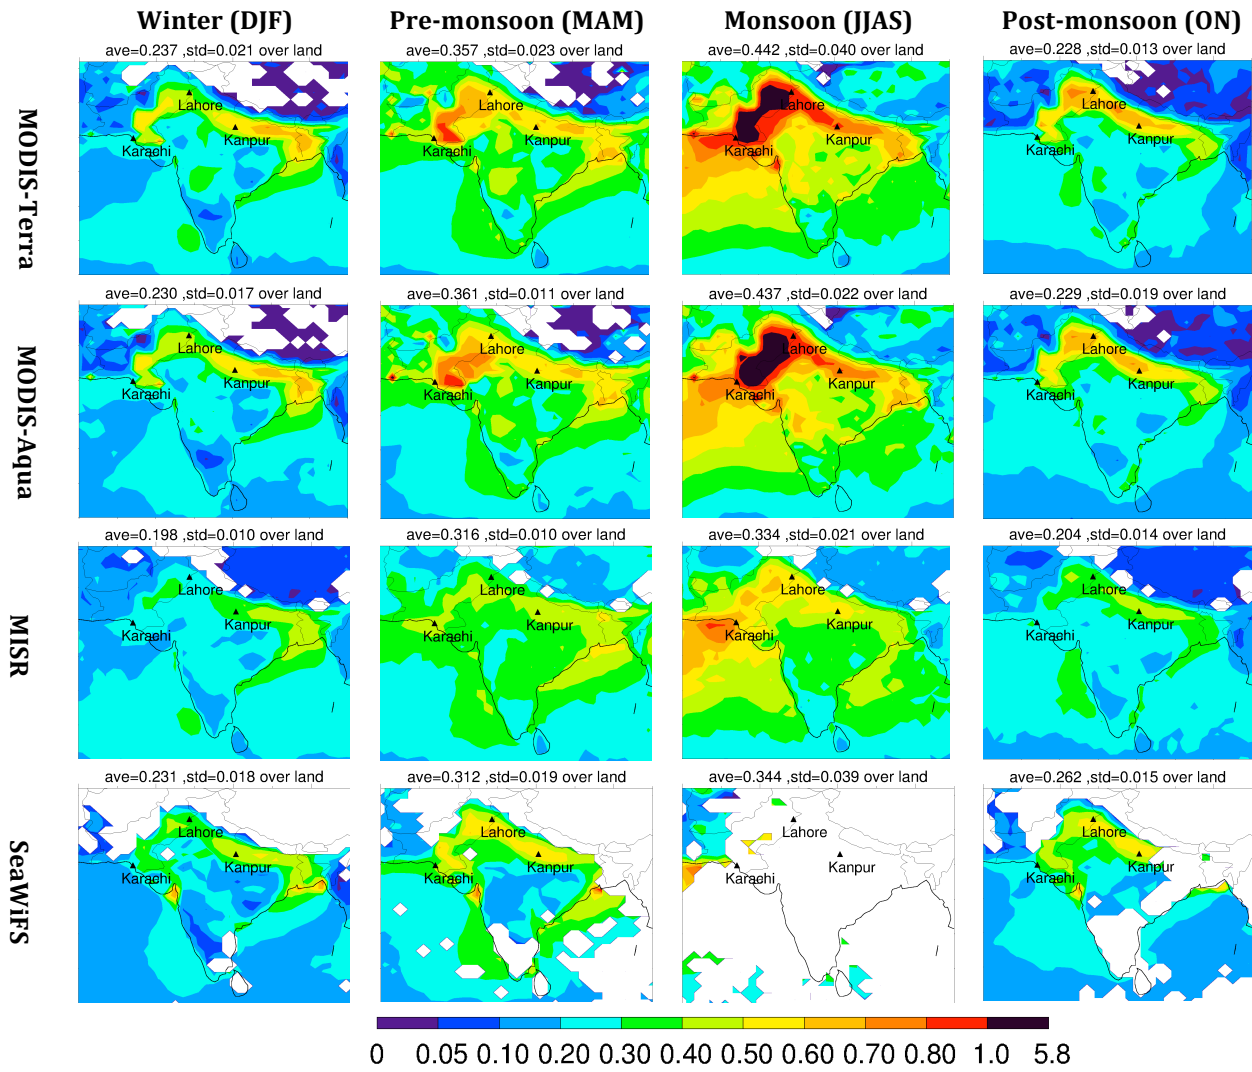 Winter (DJF) Pre-monsoon (MAM) Monsoon (JJAS) Post-monsoon (ON)
ave=0.237 ,std=0.021 over land ave=0.357 ,std=0.023 over land ave=0.442 ,std=0.040 over land ave=0.228 ,std=0.013 over land
MODIS-Terra
Lahore Lahore Lahore Lahore
Kanpur Kanpur Kanpur Kanpur
Karachi Karachi Karachi Karachi
ave=0.230 ,std=0.017 over land ave=0.361 ,std=0.011 over land ave=0.437 ,std=0.022 over land ave=0.229 ,std=0.019 over land
MODIS-Aqua
Lahore Lahore Lahore Lahore
Kanpur Kanpur Kanpur Kanpur
Karachi Karachi Karachi Karachi
ave=0.198 ,std=0.010 over land ave=0.316 ,std=0.010 over land ave=0.334 ,std=0.021 over land ave=0.204 ,std=0.014 over land
MISR
Lahore Lahore Lahore Lahore
Kanpur Kanpur Kanpur Kanpur
Karachi Karachi Karachi Karachi
ave=0.231 ,std=0.018 over land ave=0.312 ,std=0.019 over land ave=0.344 ,std=0.039 over land ave=0.262 ,std=0.015 over land
SeaWiFS
Lahore Lahore Lahore Lahore
Kanpur Kanpur Kanpur Kanpur
Karachi Karachi Karachi Karachi
0 0.05 0.10 0.20 0.30 0.40 0.50 0.60 0.70 0.80 1.0 5.8